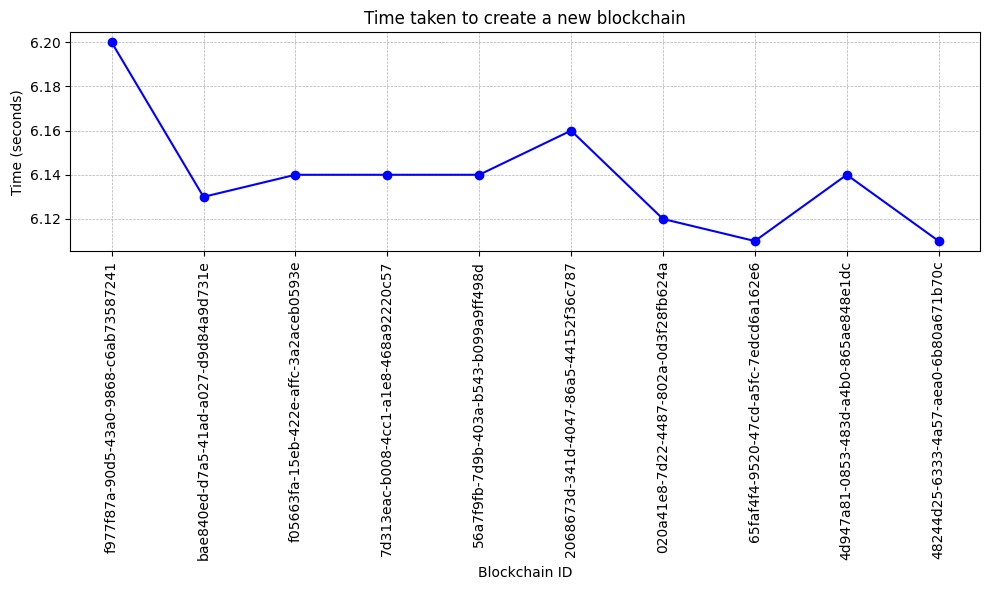 Time taken to create a new blockchain
Time (seconds)
6.20
6.18
6.16
6.14
6.12
f977f87a-90d5-43a0-9868-c6ab73587241
bae840ed-d7a5-41ad-a027-d9d84a9d731e
f05663fa-15eb-422e-affc-3a2aceb0593e
7d313eac-b008-4cc1-a1e8-468a92220c57
56a7f9fb-7d9b-403a-b543-b099a9ff498d
2068673d-341d-4047-86a5-44152f36c787
020a41e8-7d22-4487-802a-0d3f28fb624a
65faf4f4-9520-47cd-a5fc-7edcd6a162e6
4d947a81-0853-483d-a4b0-865ae848e1dc
48244d25-6333-4a57-aea0-6b80a671b70c
Blockchain ID